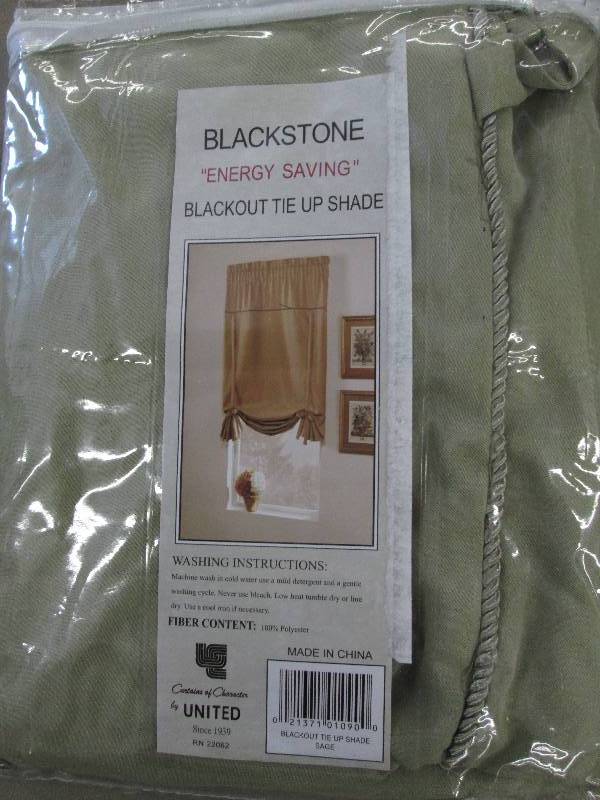 BLACKSTONE
"ENERGY SAVING"
BLACKOUT TIE UP SHADE
WASHING INSTRUCTIONS:
Machine wash in cold water use a mild detergent and a gentle
washing cycle. Never use bleach. Low heat tumble dry or line
dry. Use a cool iron if necessary.
FIBER CONTENT: 100% Polyester
MADE IN CHINA
Curtains of Character
by UNITED
Since 1939
RN 22062
0 21371 01090 0
BLACKOUT TIE UP SHADE
SAGE